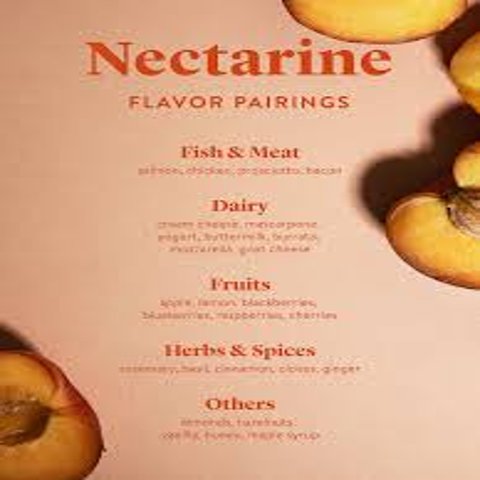 Nectarine
FLAVOR PAIRINGS
Fish & Meat
salmon, chicken, prosciutto, bacon
Dairy
cream cheese, mascarpone,
yogurt, buttermilk, burrata,
mozzarella, goat cheese
Fruits
apple, lemon, blackberries,
blueberries, raspberries, cherries
Herbs & Spices
rosemary, basil, cinnamon, cloves, ginger
Others
almonds, hazelnuts,
vanilla, honey, maple syrup